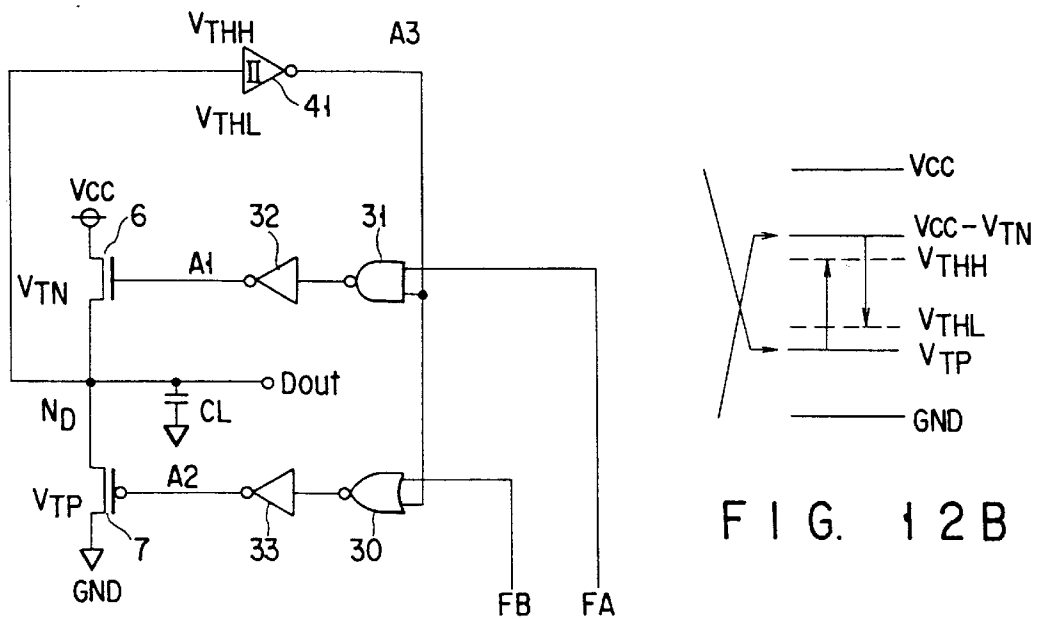 VTHH
A3
41
VTHL
VCC
6
32
31
A1
VTN
Dout
ND
CL
A2
VTP
7
33
30
GND
FB
FA
VCC
VCC-VTN
VTHH
VTHL
VTP
GND
FIG. 12B